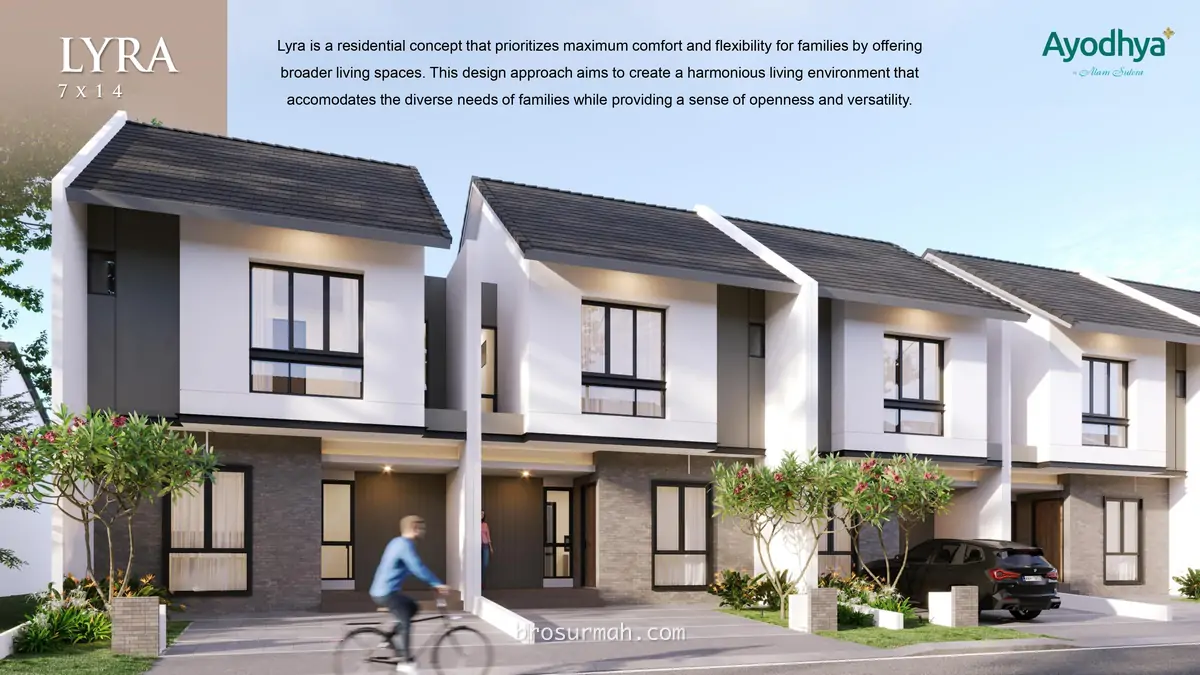 LYRA
7 x 14
Lyra is a residential concept that prioritizes maximum comfort and flexibility for families by offering
broader living spaces. This design approach aims to create a harmonious living environment that
accomodates the diverse needs of families while providing a sense of openness and versatility.
Ayodhya
Alam Sutera
brosurmah.com